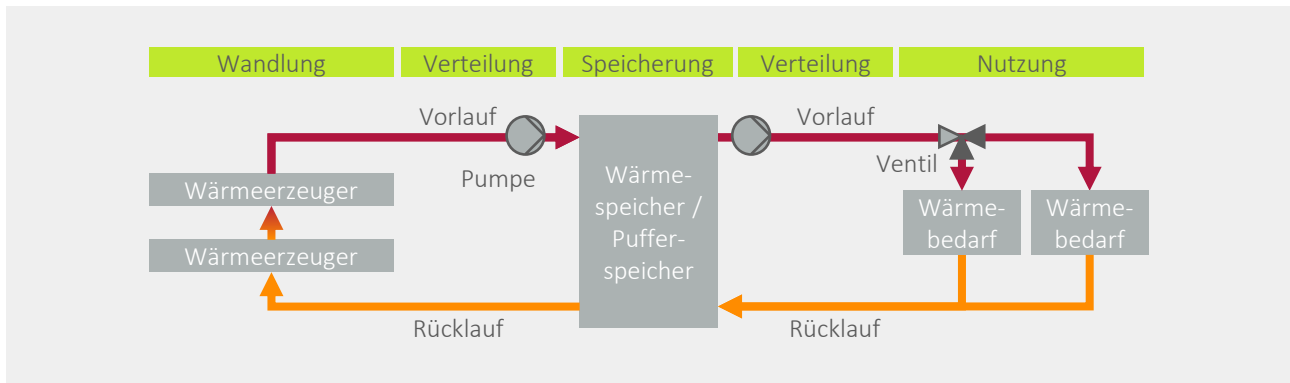 Wandlung
Verteilung
Speicherung
Verteilung
Nutzung
Vorlauf
Vorlauf
Pumpe
Ventil
Wärmeerzeuger
Wärmeerzeuger
Wärme-
speicher /
Puffer-
speicher
Wärme-
bedarf
Wärme-
bedarf
Rücklauf
Rücklauf